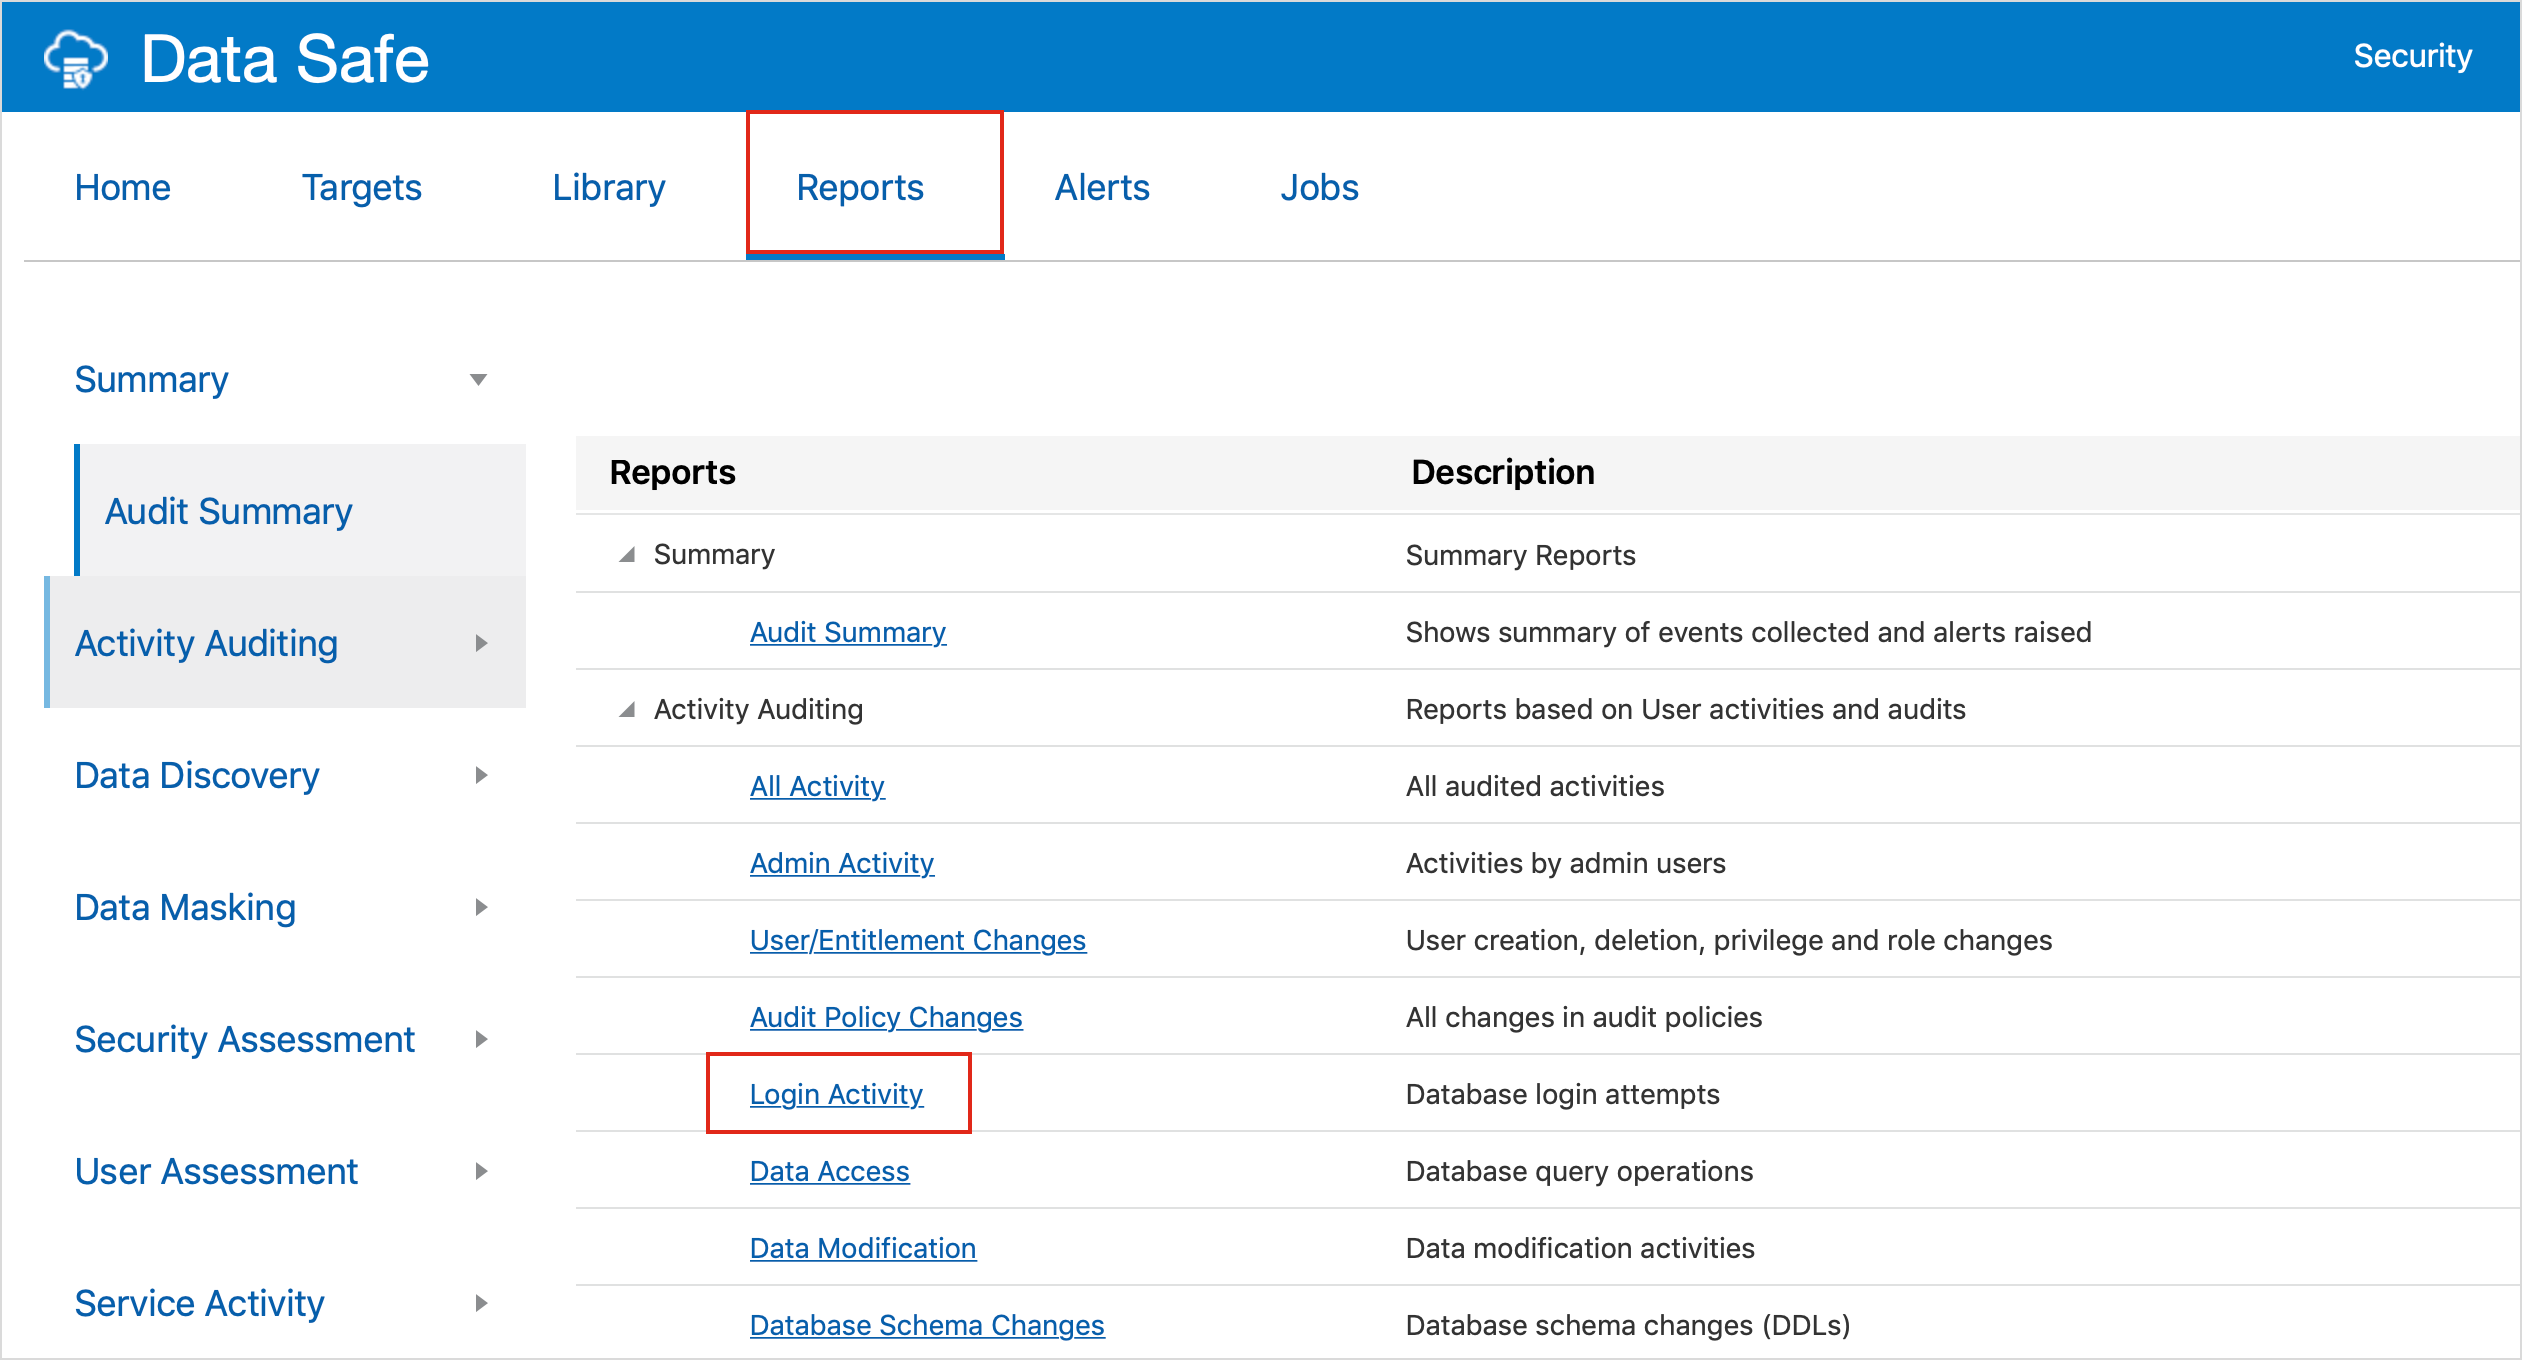 Data Safe
Security
Home Targets Library Reports Alerts Jobs
Summary
Audit Summary
Activity Auditing
Data Discovery
Data Masking
Security Assessment
User Assessment
Service Activity
Reports Description
Summary Summary Reports
Audit Summary Shows summary of events collected and alerts raised
Activity Auditing Reports based on User activities and audits
All Activity All audited activities
Admin Activity Activities by admin users
User/Entitlement Changes User creation, deletion, privilege and role changes
Audit Policy Changes All changes in audit policies
Login Activity Database login attempts
Data Access Database query operations
Data Modification Data modification activities
Database Schema Changes Database schema changes (DDLs)